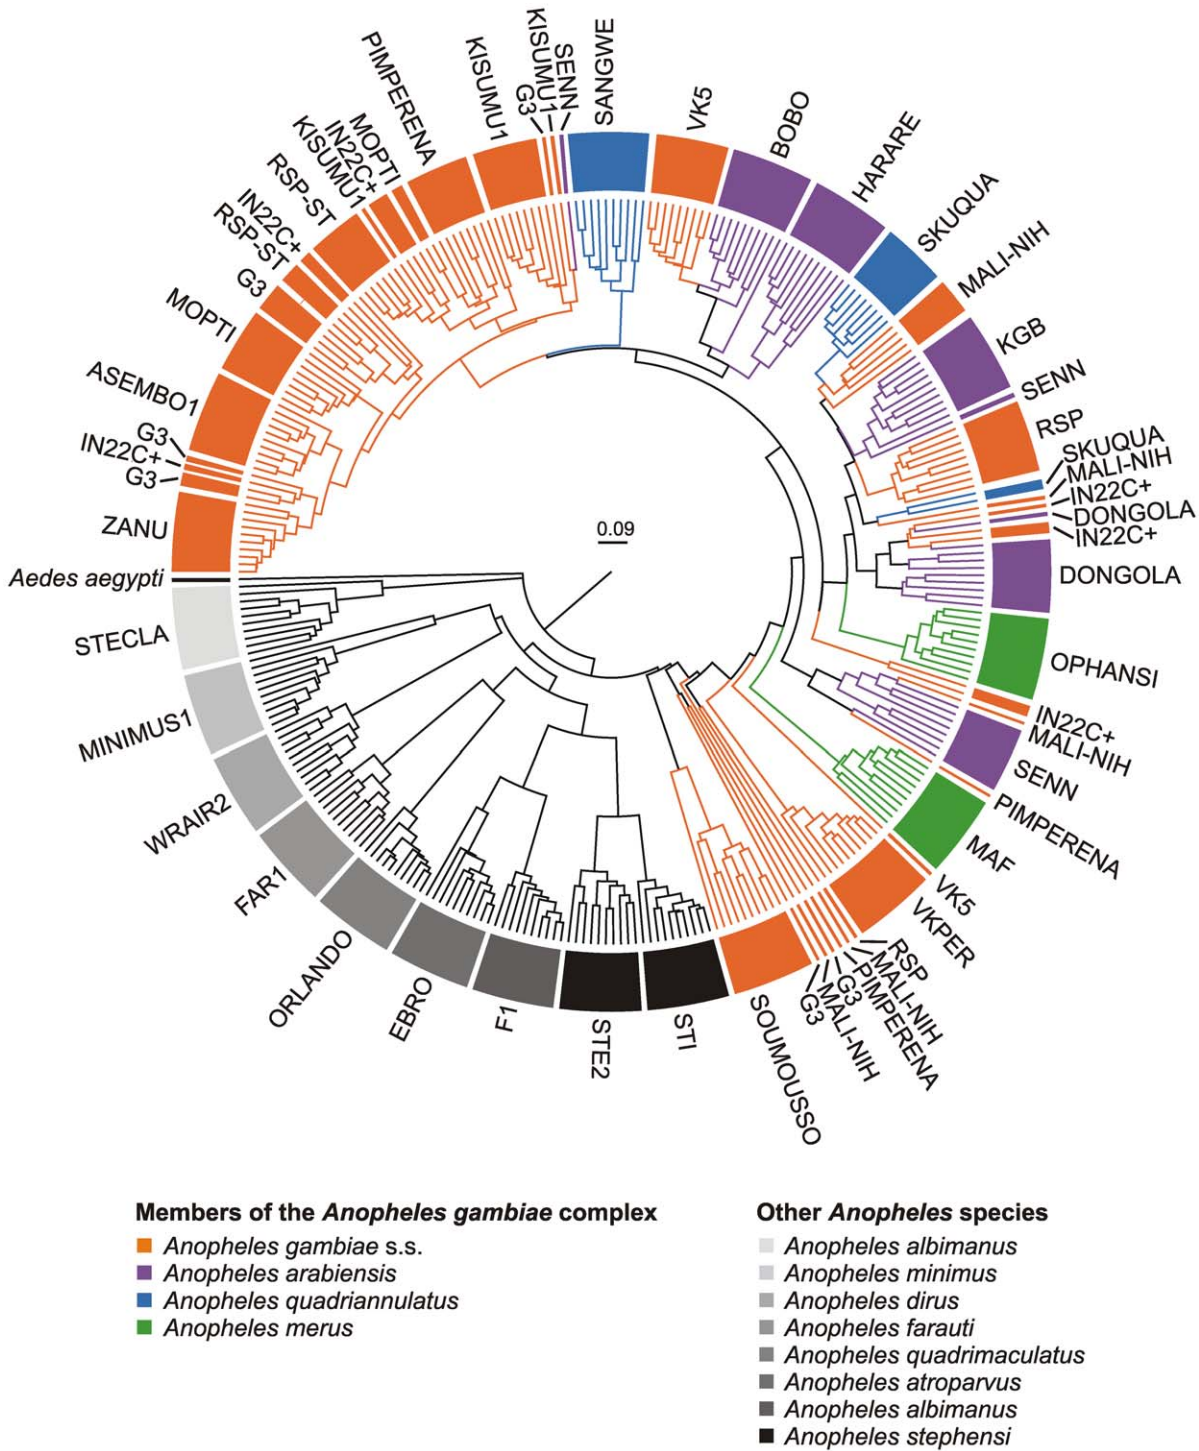 PIMPERENA
KISUMU1
G3
KISUMU1
SENN
SANGWE
VK5
BOBO
HARARE
SKUQUA
MALI-NIH
KGB
SENN
RSP
SKUQUA
MALI-NIH
IN22C+
DONGOLA
IN22C+
DONGOLA
OPHANSI
IN22C+
MALI-NIH
SENN
PIMPERENA
MAF
VK5
VKPER
RSP
MALI-NIH
PIMPERENA
G3
MALI-NIH
G3
SOUMOUSSO
STI
STE2
F1
EBRO
ORLANDO
FAR1
WRAIR2
MINIMUS1
STECLA
Aedes aegypti
ZANU
G3
IN22C+
G3
ASEMBO1
MOPTI
G3
RSP-ST
IN22C+
RSP-ST
KISUMU1
IN22C+
MOPTI
0.09
Members of the Anopheles gambiae complex
Anopheles gambiae s.s.
Anopheles arabiensis
Anopheles quadriannulatus
Anopheles merus
Other Anopheles species
Anopheles albimanus
Anopheles minimus
Anopheles dirus
Anopheles farauti
Anopheles quadrimaculatus
Anopheles atroparvus
Anopheles albimanus
Anopheles stephensi